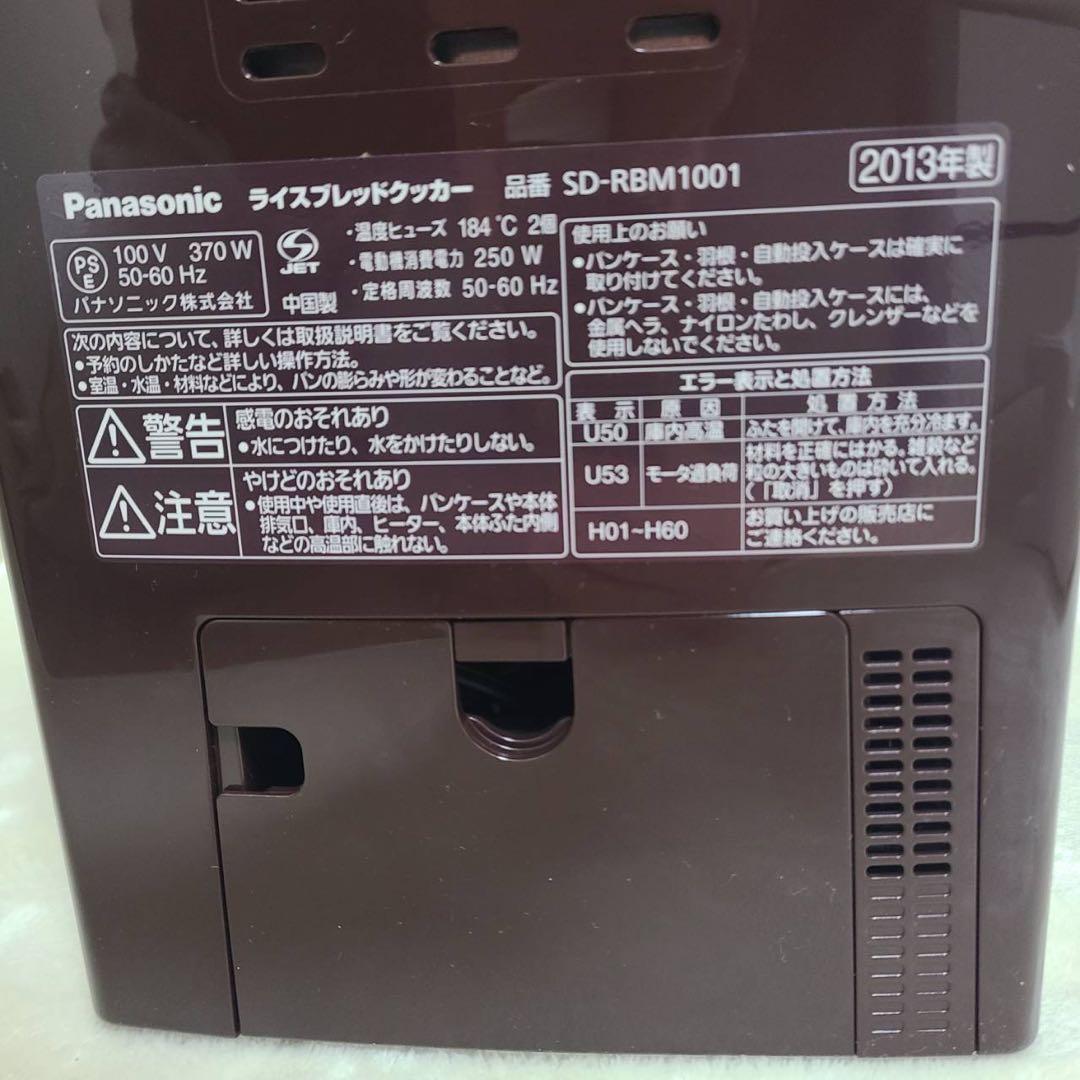 Panasonic ライスブレッドクッカー 品番 SD-RBM1001 2013年製
PS E 100V 370W
50-60 Hz
パナソニック株式会社
JET
中国製
・温度ヒューズ 184℃ 2個
・電動機消費電力 250W
・定格周波数 50-60 Hz
次の内容について、詳しくは取扱説明書をご覧ください。
●予約のしかたなど詳しい操作方法。
●室温・水温・材料などにより、パンの膨らみや形が変わることなど。
警告 感電のおそれあり
●水につけたり、水をかけたりしない。
注意 やけどのおそれあり
●使用中や使用直後は、パンケースや本体
排気口、庫内、ヒーター、本体ふた内側
などの高温部に触れない。
使用上のお願い
●パンケース・羽根・自動投入ケースは確実に
取り付けてください。
●パンケース・羽根・自動投入ケースには、
金属ヘラ、ナイロンたわし、クレンザーなどを
使用しないでください。
エラー表示と処置方法
表示 原因 処置方法
U50 庫内高温 ふたを開けて、庫内を充分冷ます。
U53 モータ過負荷 材料を正確にはかる。雑穀など
粒の大きいものは砕いて入れる。
（「取消」を押す）
H01~H60 お買い上げの販売店に
ご連絡ください。